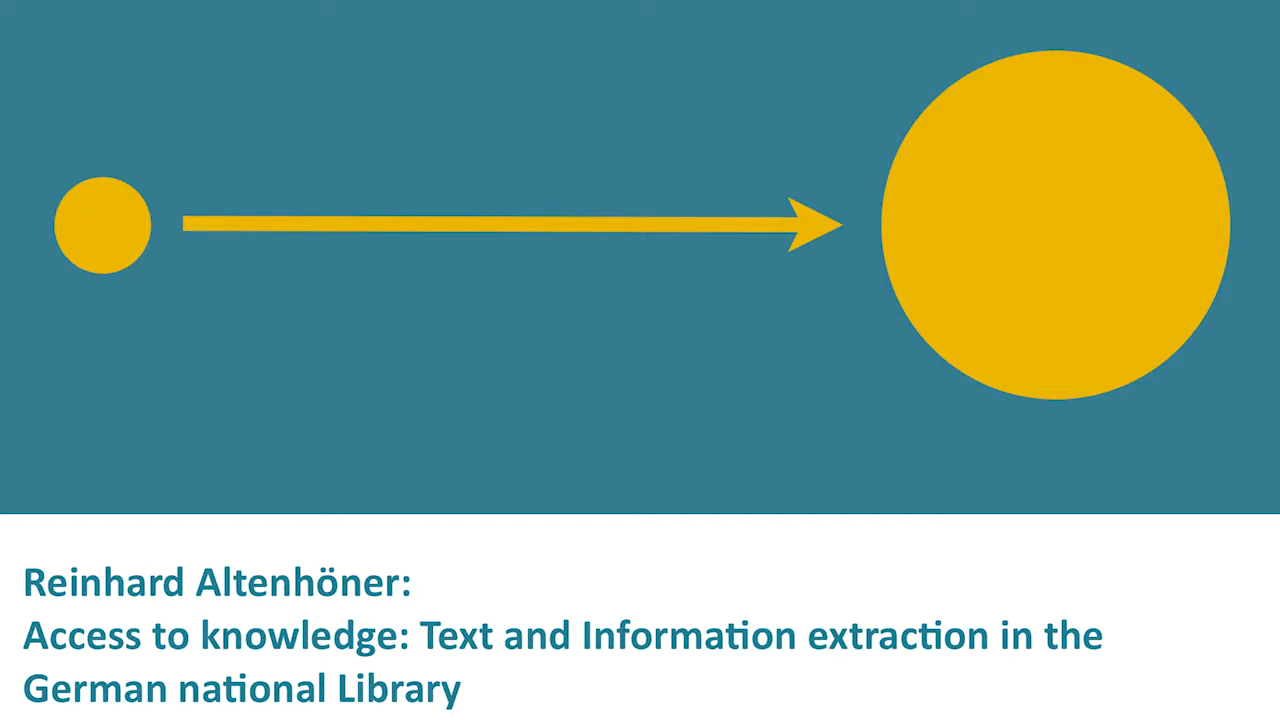 Reinhard Altenhöner:
Access to knowledge: Text and Information extraction in the
German national Library